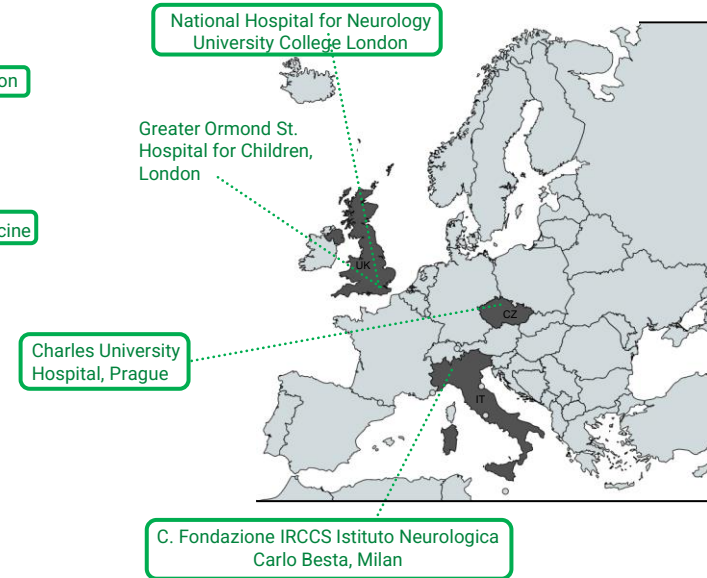 National Hospital for Neurology
University College London
on
Greater Ormond St.
Hospital for Children,
London
cine
UK
CZ
Charles University
Hospital, Prague
IT
C. Fondazione IRCCS Istituto Neurologica
Carlo Besta, Milan